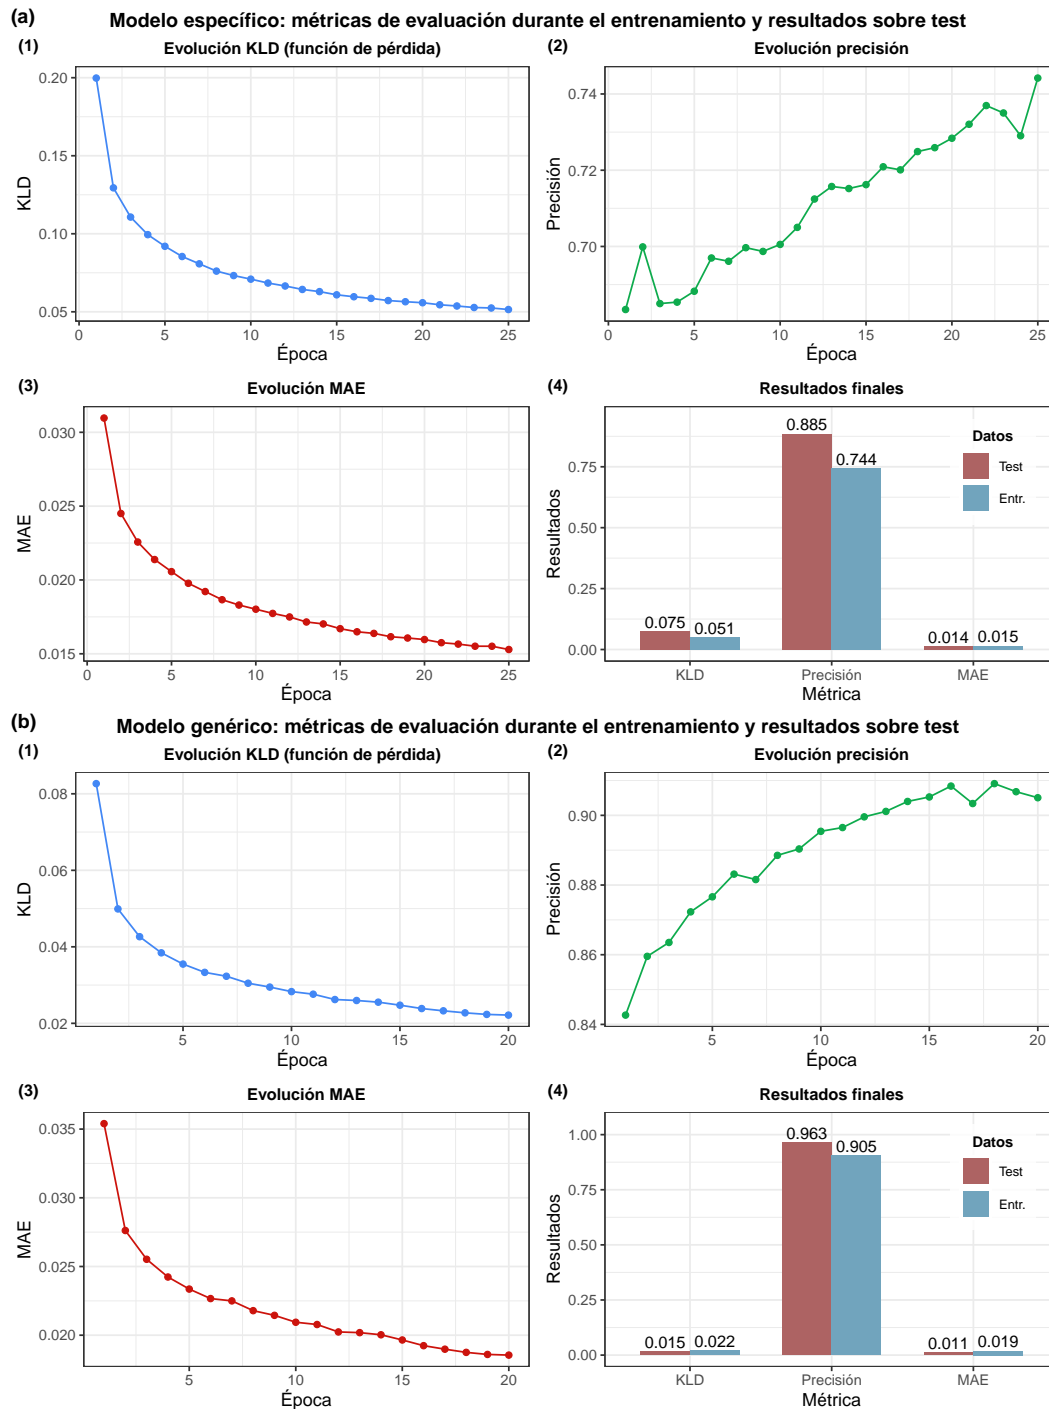 (a)
Modelo específico: métricas de evaluación durante el entrenamiento y resultados sobre test
(1)
Evolución KLD (función de pérdida)
KLD
0.20
0.15
0.10
0.05
0 5 10 15 20 25
Época
(2)
Evolución precisión
Precisión
0.74
0.72
0.70
0 5 10 15 20 25
Época
(3)
Evolución MAE
MAE
0.030
0.025
0.020
0.015
0 5 10 15 20 25
Época
(4)
Resultados finales
Resultados
0.75
0.50
0.25
0.00
0.075 0.051
0.885
0.744
0.014 0.015
Datos
Test
Entr.
KLD Precisión MAE
Métrica
(b)
Modelo genérico: métricas de evaluación durante el entrenamiento y resultados sobre test
(1)
Evolución KLD (función de pérdida)
KLD
0.08
0.06
0.04
0.02
5 10 15 20
Época
(2)
Evolución precisión
Precisión
0.90
0.88
0.86
0.84
5 10 15 20
Época
(3)
Evolución MAE
MAE
0.035
0.030
0.025
0.020
5 10 15 20
Época
(4)
Resultados finales
Resultados
1.00
0.75
0.50
0.25
0.00
0.015 0.022
0.963
0.905
0.011 0.019
Datos
Test
Entr.
KLD Precisión MAE
Métrica